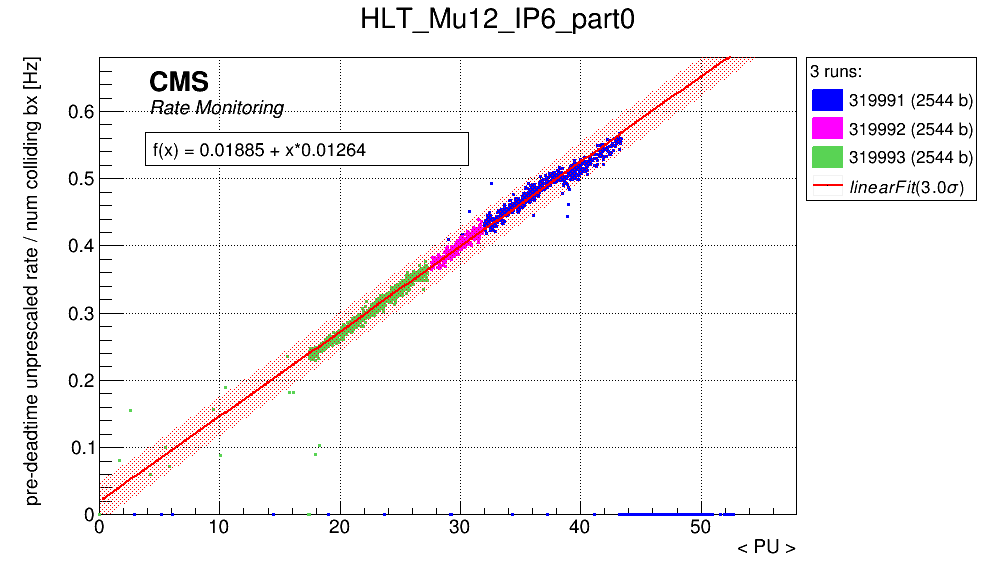 HLT_Mu12_IP6_part0
pre-deadtime unprescaled rate / num colliding bx [Hz]
CMS
Rate Monitoring
f(x) = 0.01885 + x*0.01264
3 runs:
319991 (2544 b)
319992 (2544 b)
319993 (2544 b)
linearFit(3.0σ)
0.6
0.5
0.4
0.3
0.2
0.1
0
0 10 20 30 40 50
< PU >